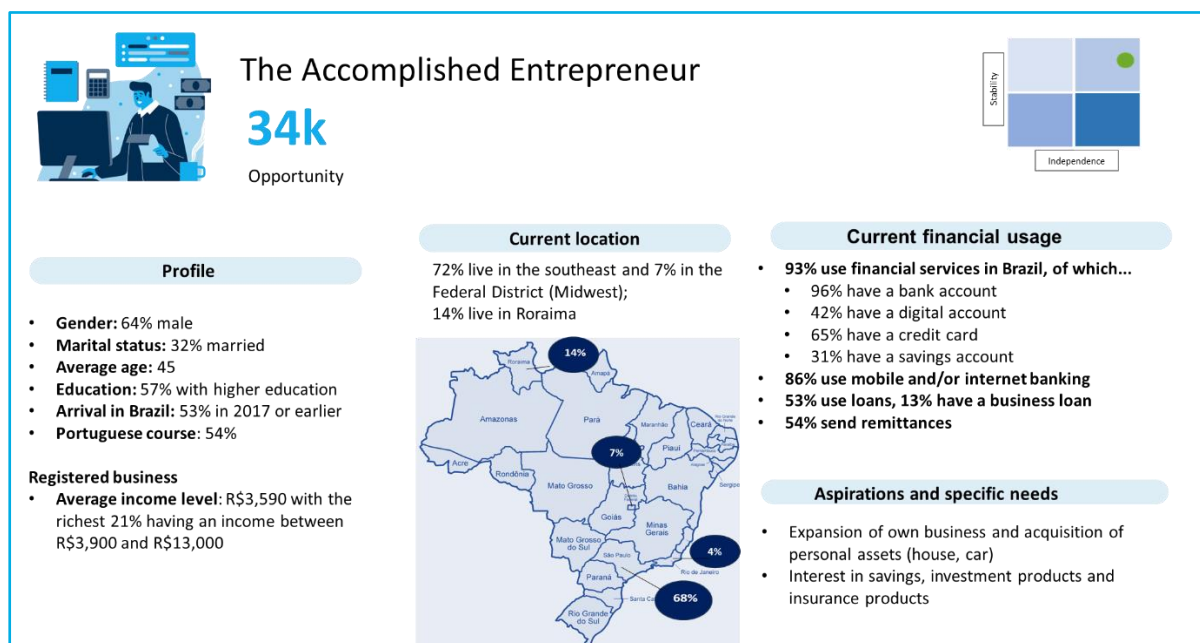 The Accomplished Entrepreneur
34k
Opportunity
Stability
Independence
Profile
• Gender: 64% male
• Marital status: 32% married
• Average age: 45
• Education: 57% with higher education
• Arrival in Brazil: 53% in 2017 or earlier
• Portuguese course: 54%
Registered business
• Average income level: R$3,590 with the
richest 21% having an income between
R$3,900 and R$13,000
Current location
72% live in the southeast and 7% in the
Federal District (Midwest);
14% live in Roraima
14%
Roraima
Amapá
Amazonas
Pará
Maranhão
Ceará
Rio Grande
7%
Piauí
Acre
Rondônia
Mato Grosso
Bahia
Sergipe
Goiás
Minas
Gerais
Mato Grosso
do Sul
São Paulo
4%
Rio de Janeiro
Paraná
68%
Santa Ca
Rio Grande
do Sul
Current financial usage
• 93% use financial services in Brazil, of which...
• 96% have a bank account
• 42% have a digital account
• 65% have a credit card
• 31% have a savings account
• 86% use mobile and/or internet banking
• 53% use loans, 13% have a business loan
• 54% send remittances
Aspirations and specific needs
• Expansion of own business and acquisition of
personal assets (house, car)
• Interest in savings, investment products and
insurance products